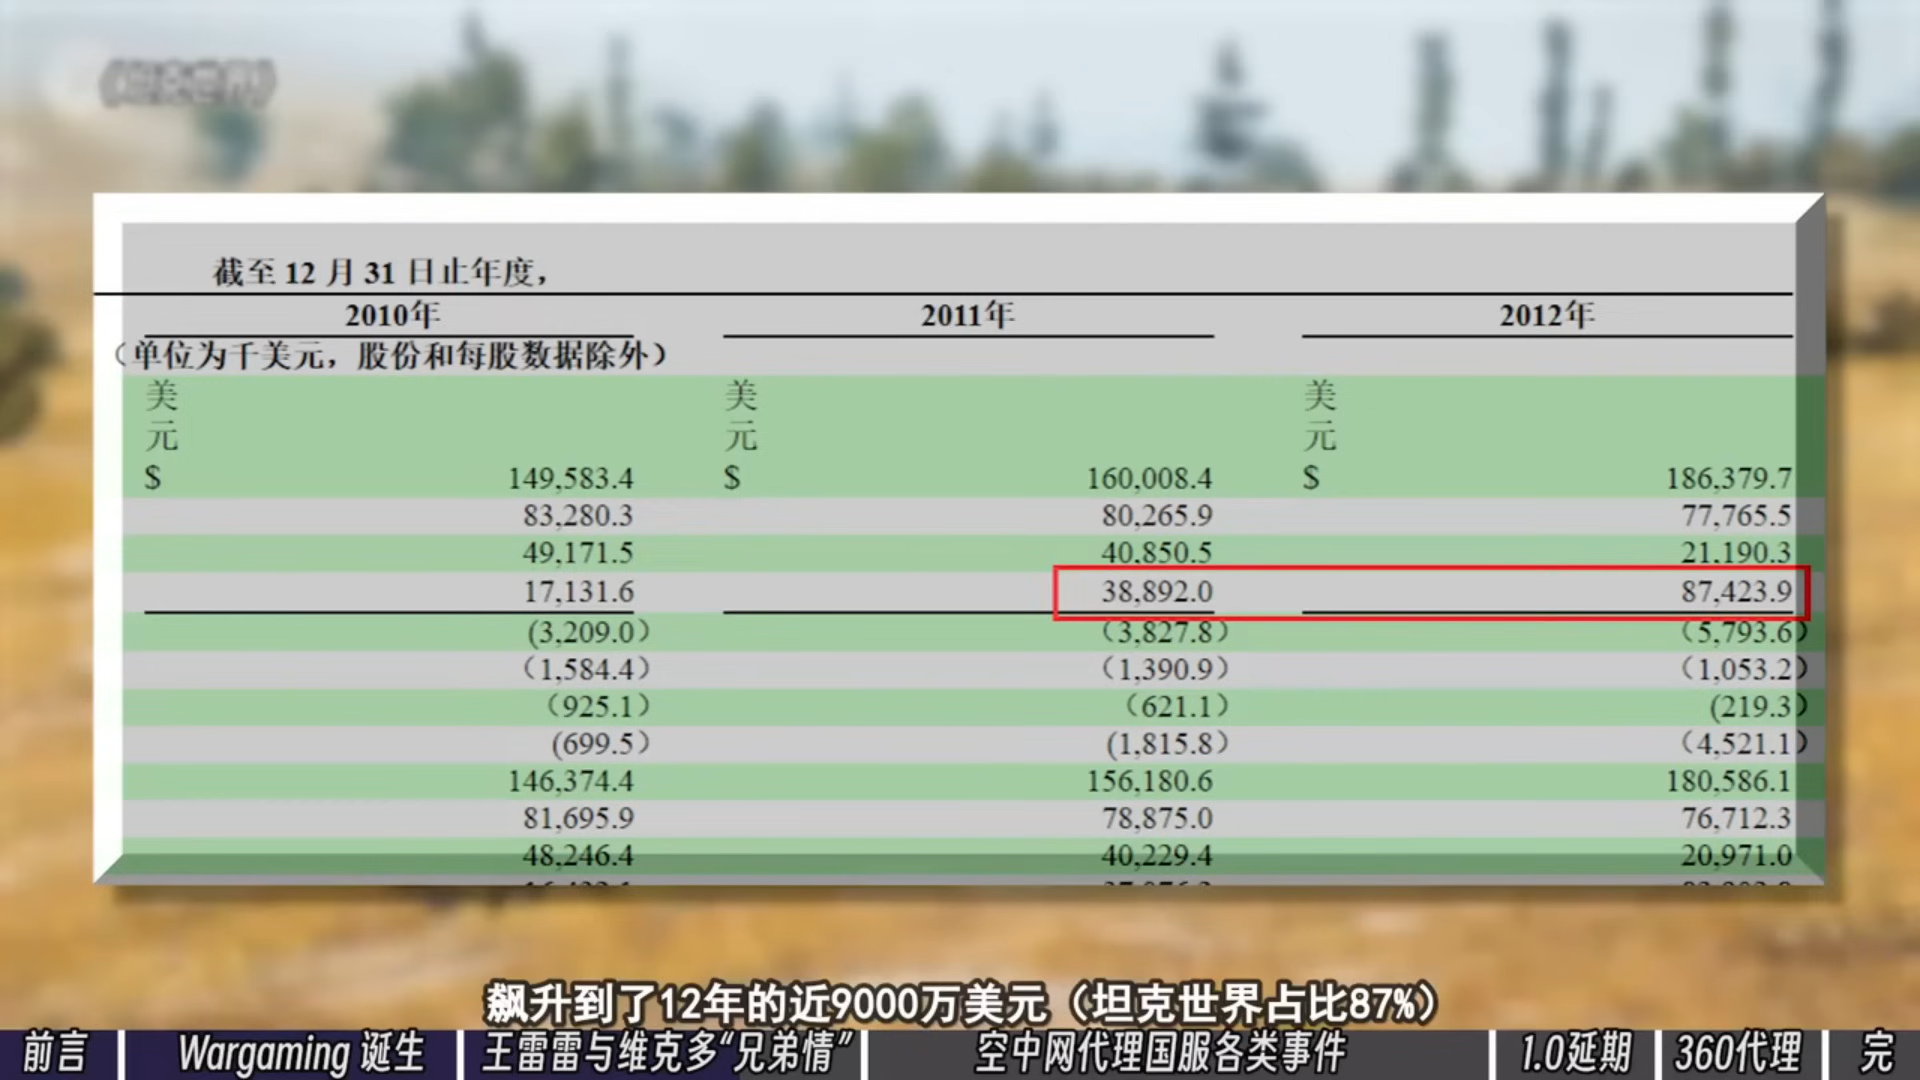 《坦克世界》
截至 12 月 31 日止年度，
2010年 2011年 2012年
（单位为千美元，股份和每股数据除外）
美 美 美
元 元 元
$ 149,583.4 $ 160,008.4 $ 186,379.7
83,280.3 80,265.9 77,765.5
49,171.5 40,850.5 21,190.3
17,131.6 38,892.0 87,423.9
(3,209.0） （3,827.8） （5,793.6）
（1,584.4） （1,390.9） （1,053.2）
（925.1） （621.1） (219.3）
(699.5） (1,815.8） （4,521.1）
146,374.4 156,180.6 180,586.1
81,695.9 78,875.0 76,712.3
48,246.4 40,229.4 20,971.0
飙升到了12年的近9000万美元（坦克世界占比87%）
前言 Wargaming 诞生 王雷雷与维克多“兄弟情” 空中网代理国服各类事件 1.0延期 360代理 完